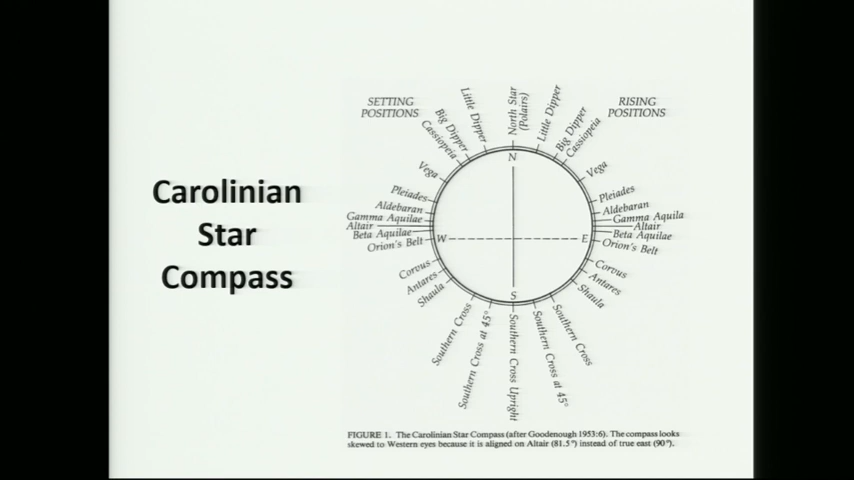 Carolinian
Star
Compass
SETTING
POSITIONS
RISING
POSITIONS
North Star
(Polairs)
Little Dipper
Big Dipper
Cassiopeia
Vega
Pleiades
Aldebaran
Gamma Aquilae
Altair
Beta Aquilae
Orion's Belt
Corvus
Antares
Shaula
Southern Cross
Southern Cross at 45°
Southern Cross Upright
Little Dipper
Big Dipper
Cassiopeia
Vega
Pleiades
Aldebaran
Gamma Aquila
Altair
Beta Aquilae
Orion's Belt
Corvus
Antares
Shaula
Southern Cross
Southern Cross at 45°
N
W
E
S
FIGURE 1. The Carolinian Star Compass (after Goodenough 1953:6). The compass looks
skewed to Western eyes because it is aligned on Altair (81.5°) instead of true east (90°).